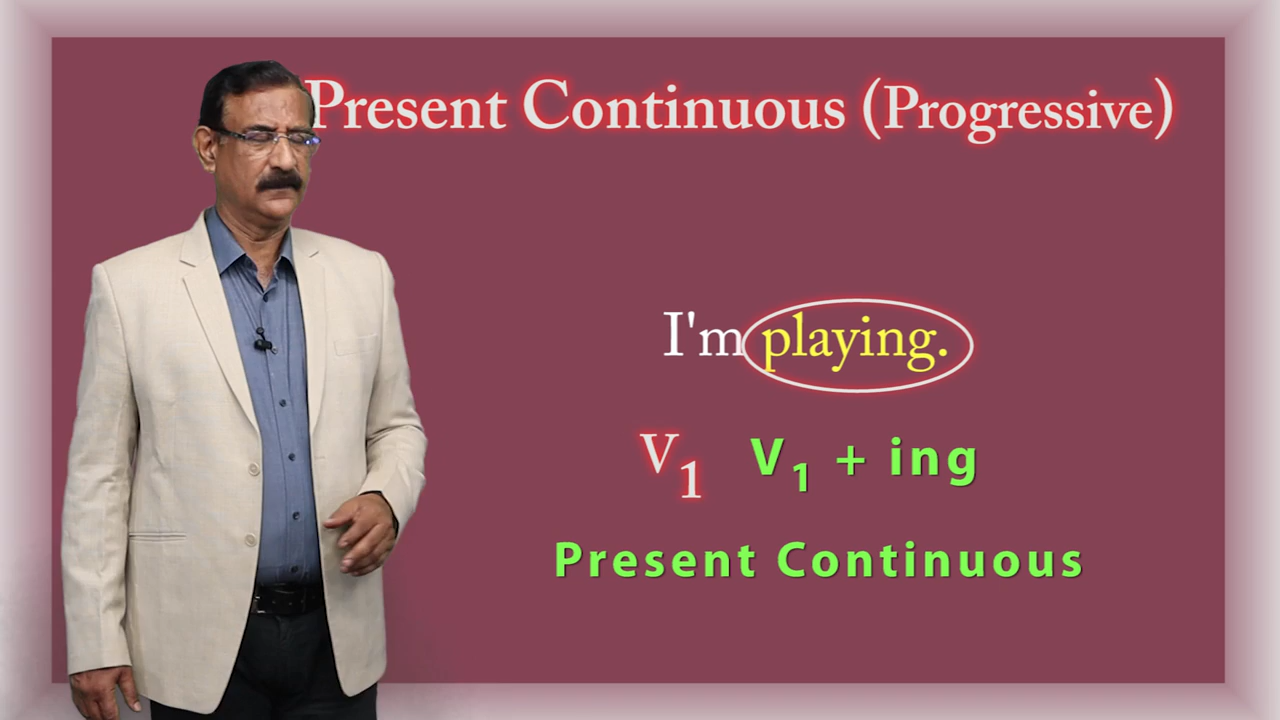 Present Continuous (Progressive)
I'm playing.
V₁ V₁ + ing
Present Continuous